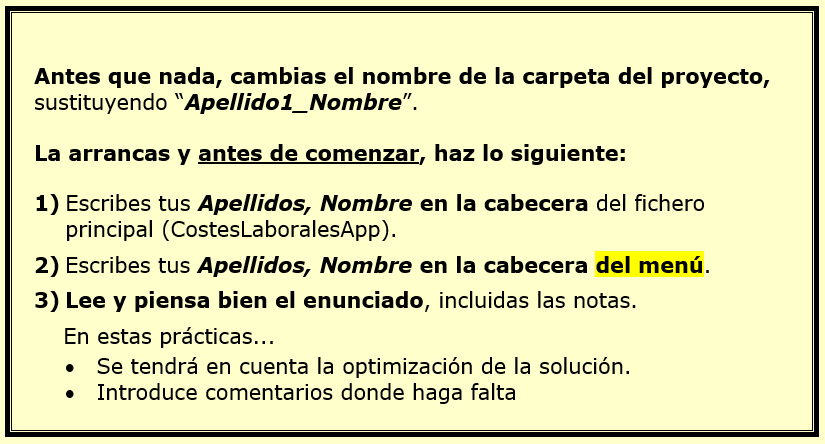 Antes que nada, cambias el nombre de la carpeta del proyecto,
sustituyendo “Apellido1_Nombre”.
La arrancas y antes de comenzar, haz lo siguiente:
1) Escribes tus Apellidos, Nombre en la cabecera del fichero
principal (CostesLaboralesApp).
2) Escribes tus Apellidos, Nombre en la cabecera del menú.
3) Lee y piensa bien el enunciado, incluidas las notas.
En estas prácticas...
• Se tendrá en cuenta la optimización de la solución.
• Introduce comentarios donde haga falta